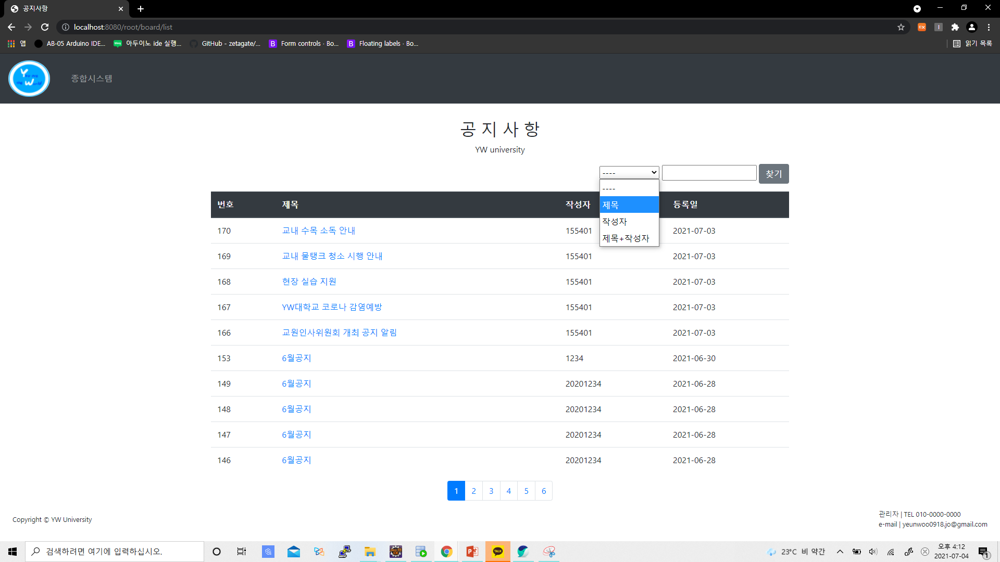 공지사항
localhost:8080/root/board/list
앱
AB-05 Arduino IDE...
아두이노 ide 실행...
GitHub - zetagate/...
Form controls · Bo...
Floating labels · Bo...
읽기 목록
종합시스템
공 지 사 항
YW university
---- 찾기
----
제목
작성자
제목+작성자
번호 제목 작성자 등록일
170 교내 수목 소독 안내 155401 2021-07-03
169 교내 물탱크 청소 시행 안내 155401 2021-07-03
168 현장 실습 지원 155401 2021-07-03
167 YW대학교 코로나 감염예방 155401 2021-07-03
166 교원인사위원회 개최 공지 알림 155401 2021-07-03
153 6월공지 1234 2021-06-30
149 6월공지 20201234 2021-06-28
148 6월공지 20201234 2021-06-28
147 6월공지 20201234 2021-06-28
146 6월공지 20201234 2021-06-28
1 2 3 4 5 6
Copyright © YW University
관리자 | TEL 010-0000-0000
e-mail | yeunwoo0918.jo@gmail.com
검색하려면 여기에 입력하십시오.
23°C 비 약간
오후 4:12
2021-07-04
1